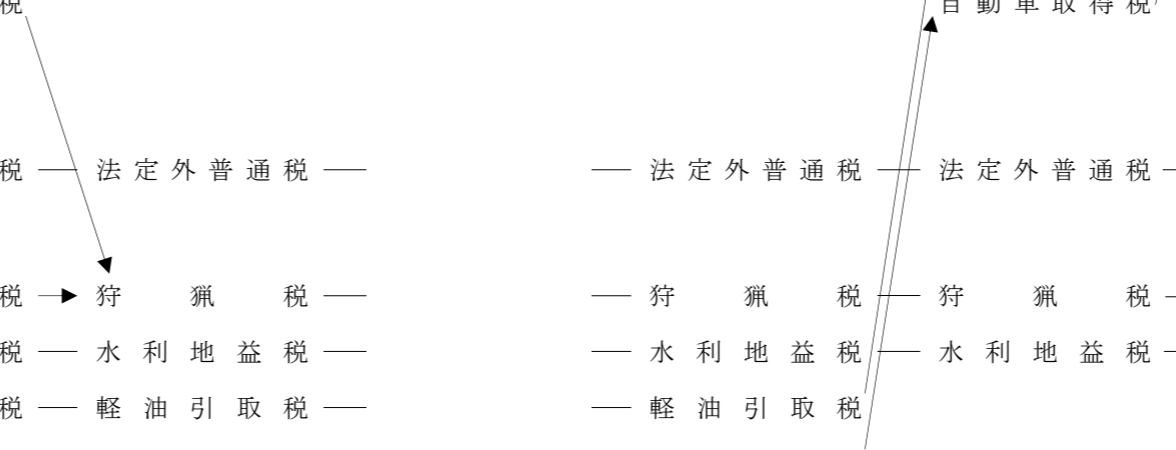 税 自動車取得税
税 法定外普通税 法定外普通税 法定外普通税
税 狩猟税 狩猟税 狩猟税
税 水利地益税 水利地益税 水利地益税
税 軽油引取税 軽油引取税